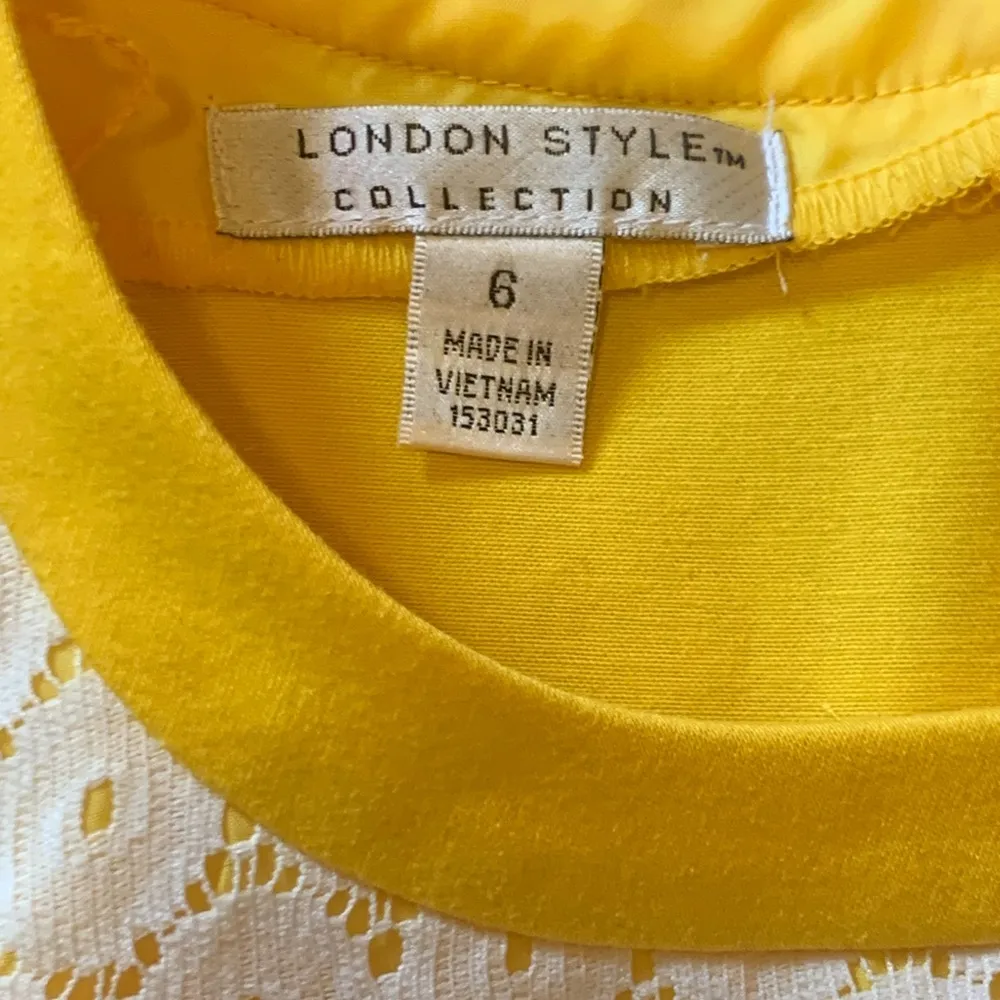 LONDON STYLE™
COLLECTION
6
MADE IN
VIETNAM
153031